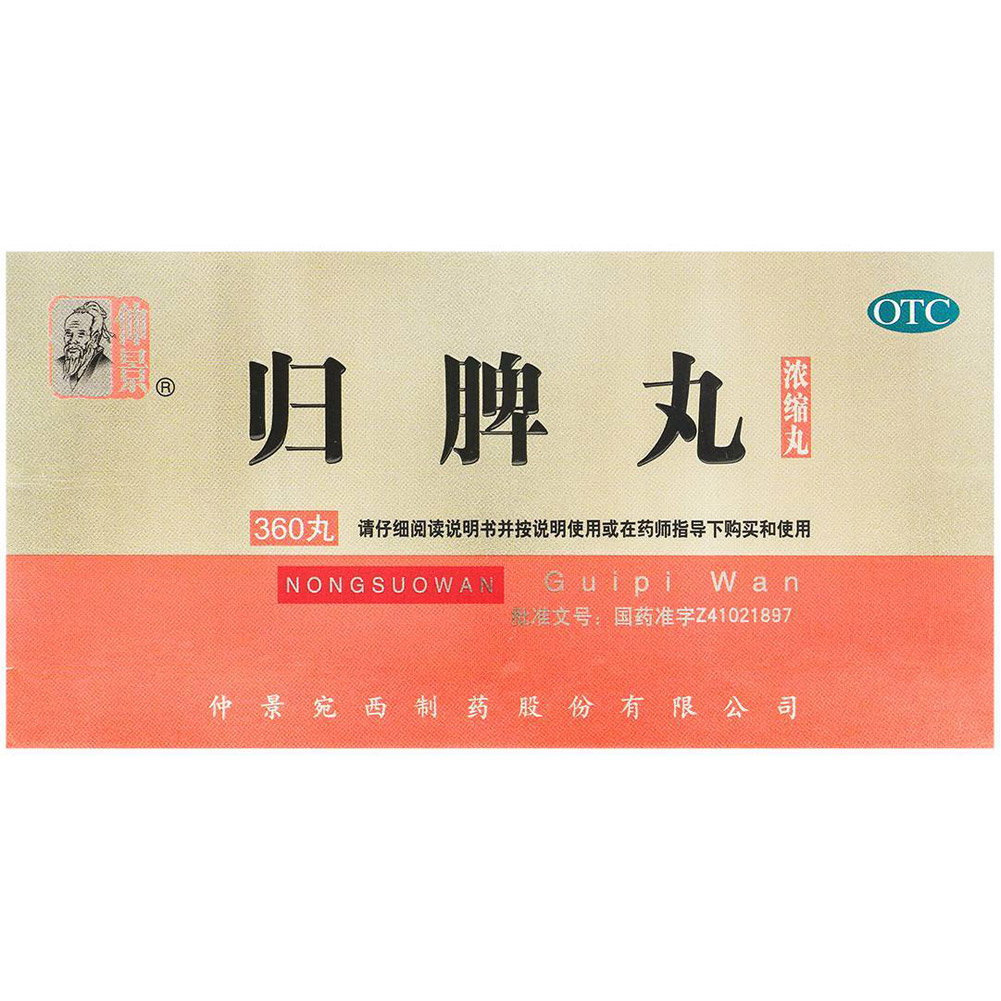 仲景
®
OTC
归脾丸
浓缩丸
360丸
请仔细阅读说明书并按说明使用或在药师指导下购买和使用
NONGSUOWAN
Guipi Wan
批准文号：国药准字Z41021897
仲景宛西制药股份有限公司